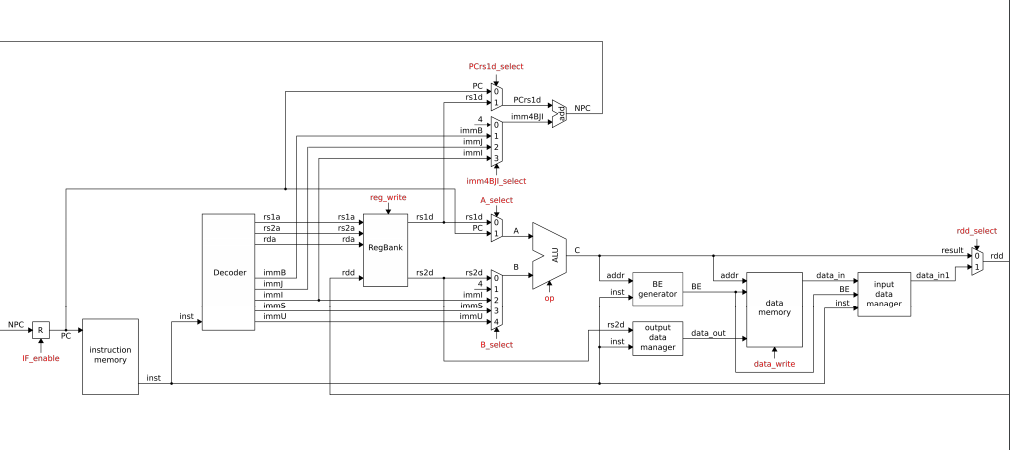 PCrs1d_select
PC
0
rs1d
1
PCrs1d
add
NPC
4
0
imm4BJI
immB
1
immJ
2
immI
3
imm4BJI_select
reg_write
A_select
rdd_select
rs1a
rs1a
rs1d
rs1d
0
rs2a
rs2a
PC
1
A
rda
rda
RegBank
ALU
C
result
0
rdd
1
Decoder
immB
rdd
rs2d
rs2d
0
B
addr
addr
data_in
data_in1
immJ
4
1
BE
generator
BE
BE
input
data
manager
immI
immI
2
inst
inst
immS
immS
3
op
data
memory
immU
immU
4
inst
NPC
R
PC
rs2d
output
data
manager
data_out
inst
B_select
IF_enable
instruction
memory
data_write
inst